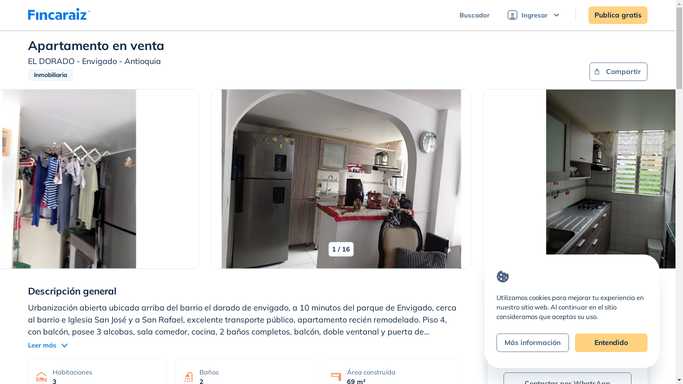 Fincaraiz
Buscador
Ingresar
Publica gratis
Apartamento en venta
EL DORADO - Envigado - Antioquia
Inmobiliaria
Compartir
1 / 16
Descripción general
Urbanización abierta ubicada arriba del barrio el dorado de envigado, a 10 minutos del parque de Envigado, cerca
al barrio e Iglesia San José y a San Rafael, excelente transporte público, apartamento recién remodelado. Piso 4,
con balcón, posee 3 alcobas, sala comedor, cocina, 2 baños completos, balcón, doble ventanal y puerta de...
Leer más
Habitaciones
3
Baños
2
Área construida
69 m²
Utilizamos cookies para mejorar tu experiencia en
nuestro sitio web. Al continuar en el sitio
consideramos que aceptas su uso.
Más información
Entendido
Contactar por WhatsApp